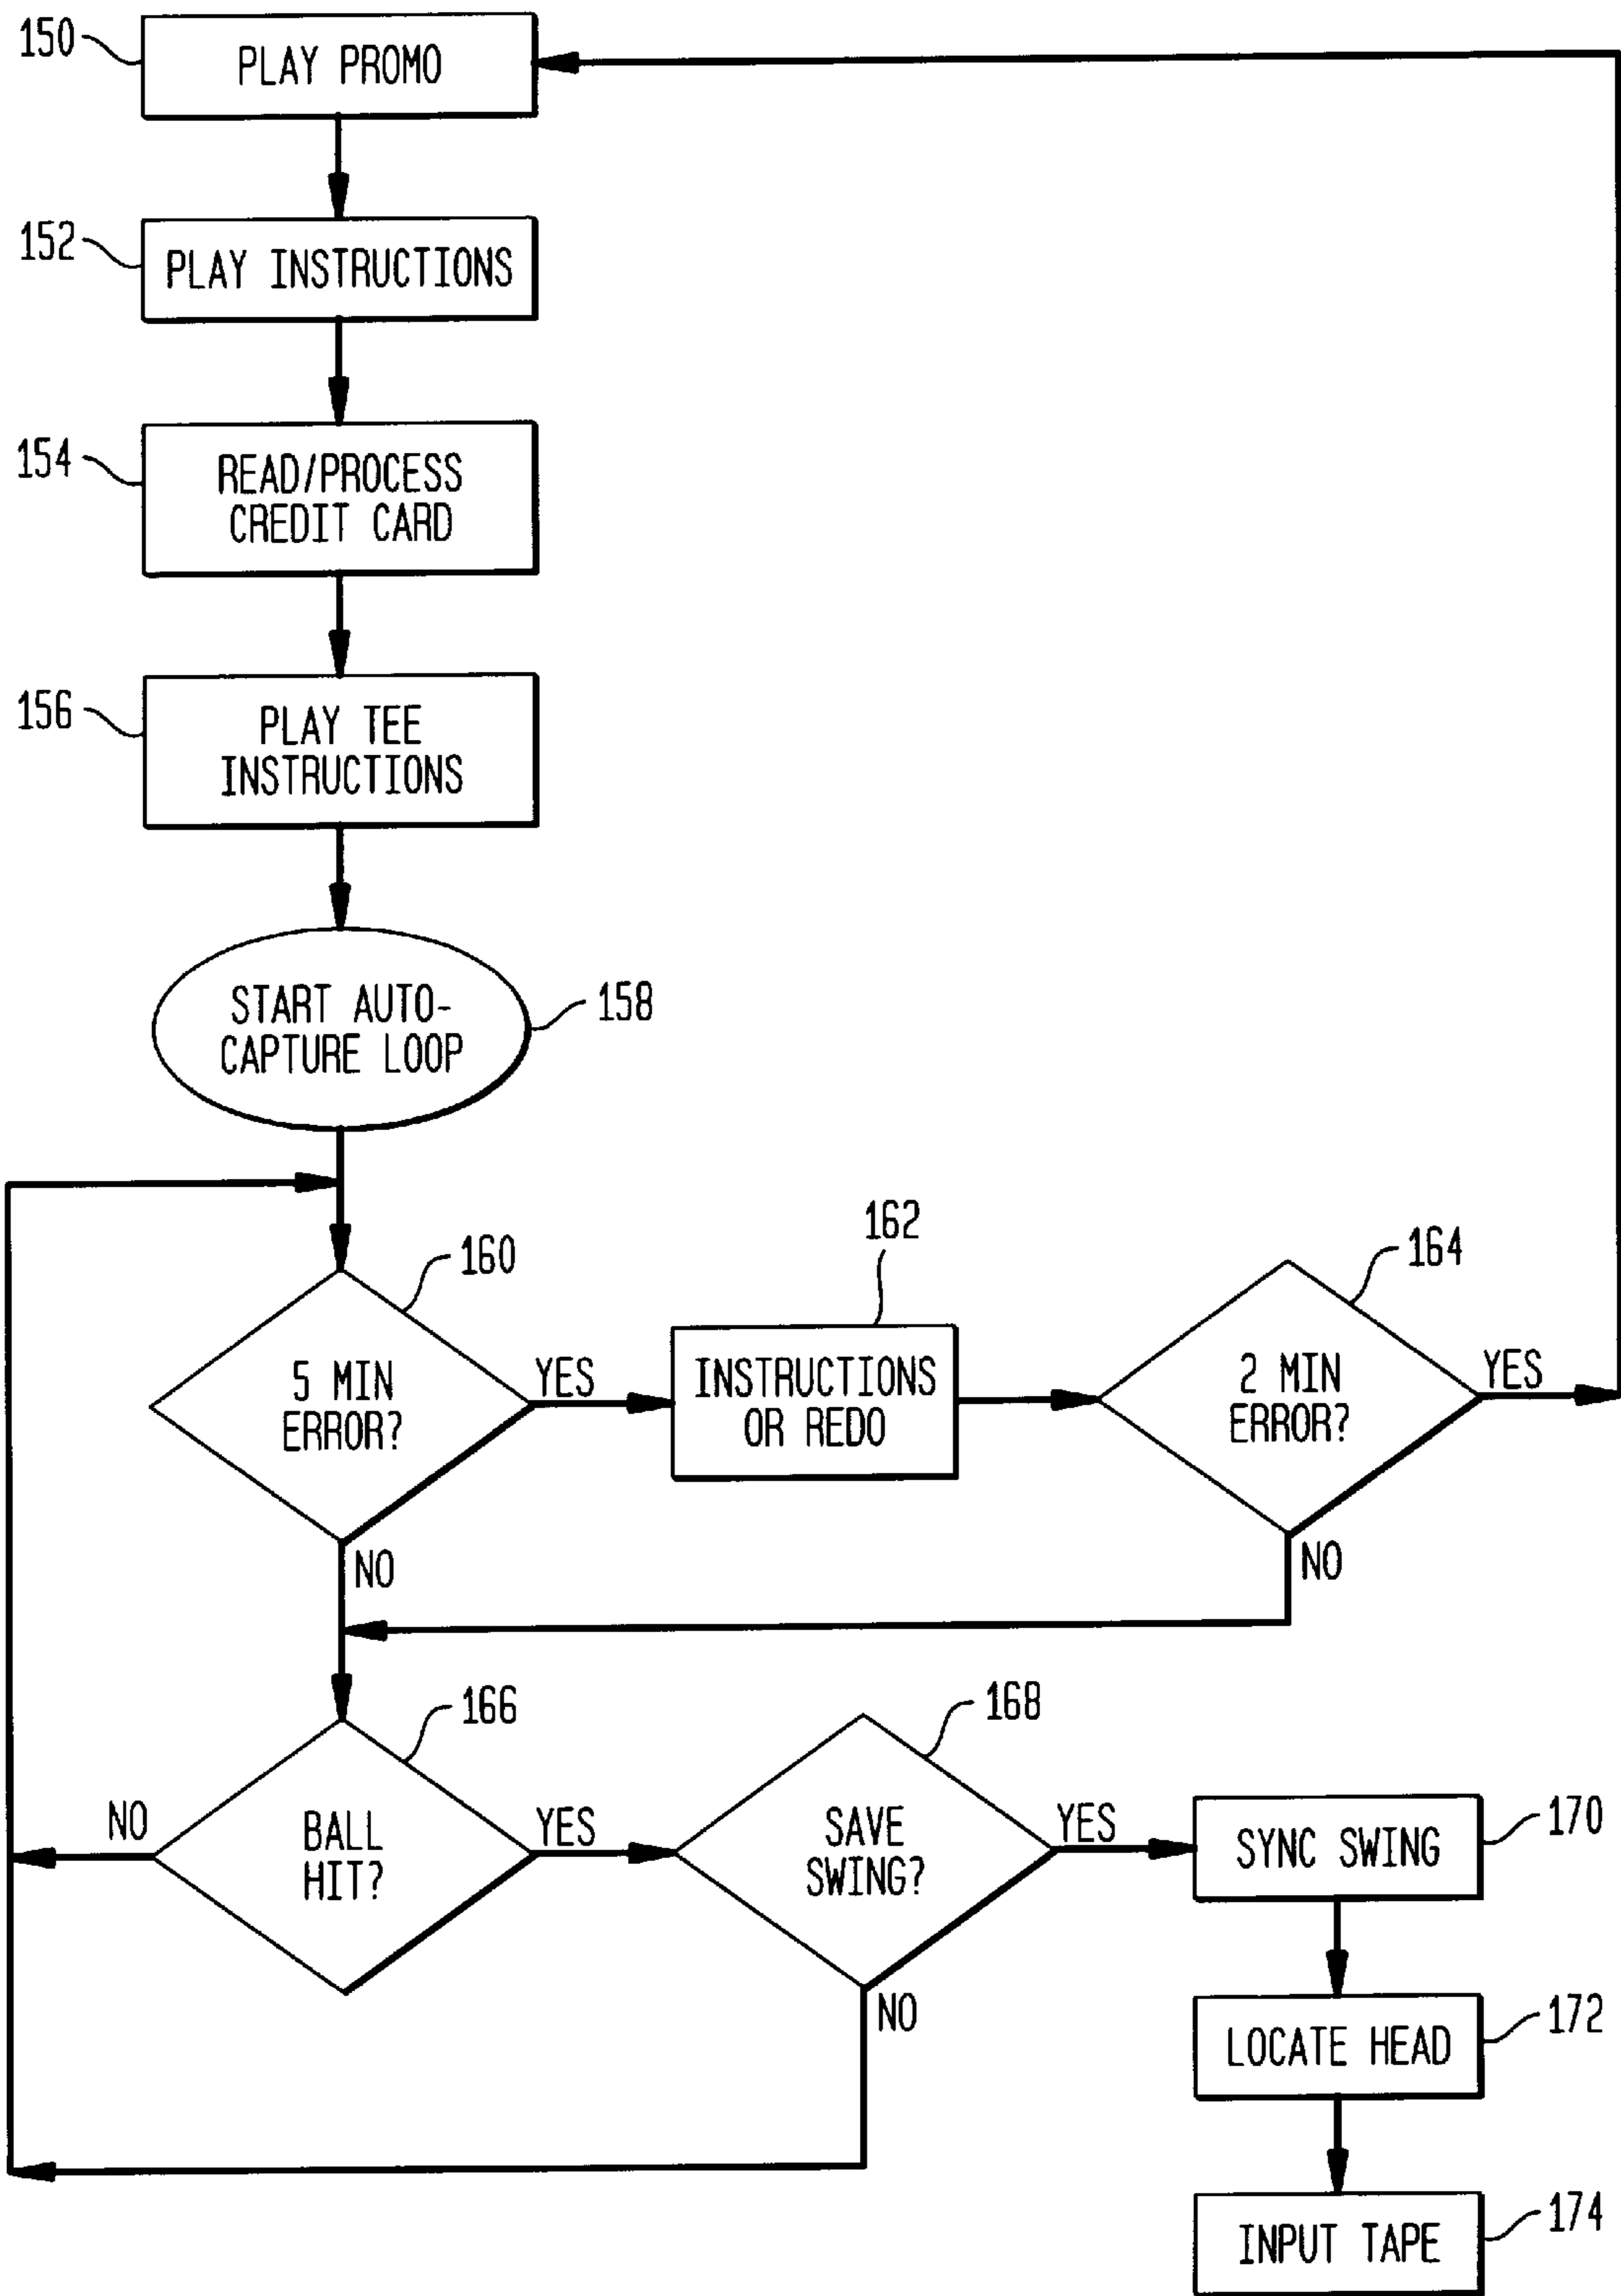 150
PLAY PROMO
152
PLAY INSTRUCTIONS
154
READ/PROCESS
CREDIT CARD
156
PLAY TEE
INSTRUCTIONS
START AUTO-
CAPTURE LOOP
158
160
5 MIN
ERROR?
YES
NO
162
INSTRUCTIONS
OR REDO
164
2 MIN
ERROR?
YES
NO
166
BALL
HIT?
NO
YES
168
SAVE
SWING?
YES
NO
SYNC SWING
170
LOCATE HEAD
172
INPUT TAPE
174